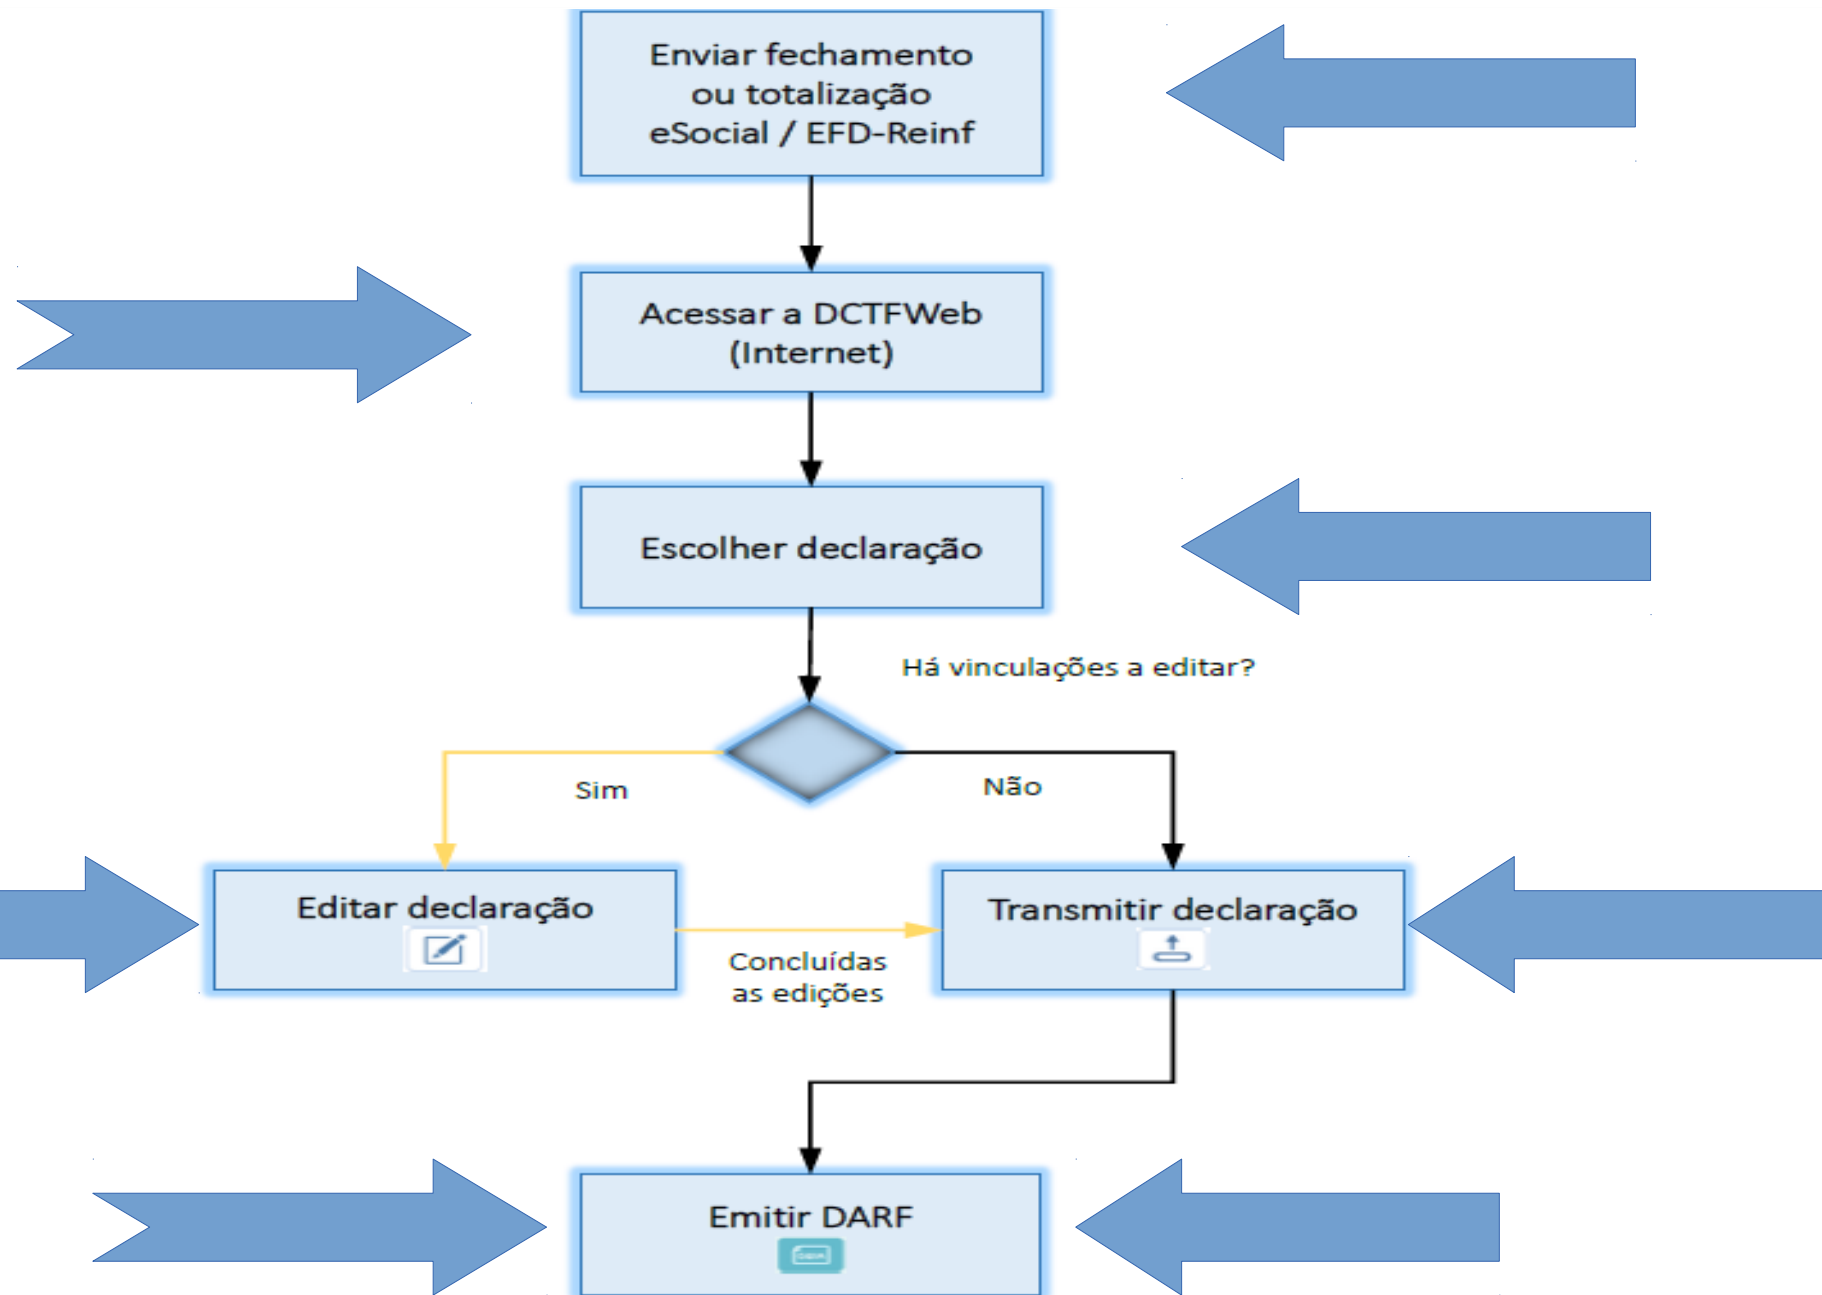 Enviar fechamento
ou totalização
eSocial / EFD-Reinf
Acessar a DCTFWeb
(Internet)
Escolher declaração
Há vinculações a editar?
Sim
Não
Editar declaração
Transmitir declaração
Concluídas
as edições
Emitir DARF